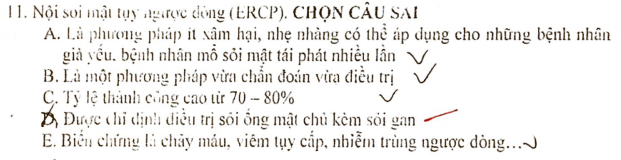 11. Nội soi mật tụy ngược dòng (ERCP). CHỌN CÂU SAI
A. Là phương pháp ít xâm hại, nhẹ nhàng có thể áp dụng cho những bệnh nhân
già yếu, bệnh nhân mổ sỏi mật tái phát nhiều lần
B. Là một phương pháp vừa chẩn đoán vừa điều trị
C. Tỷ lệ thành công cao từ 70 – 80%
D. Được chỉ định điều trị sỏi ống mật chủ kèm sỏi gan
E. Biến chứng là chảy máu, viêm tụy cấp, nhiễm trùng ngược dòng…